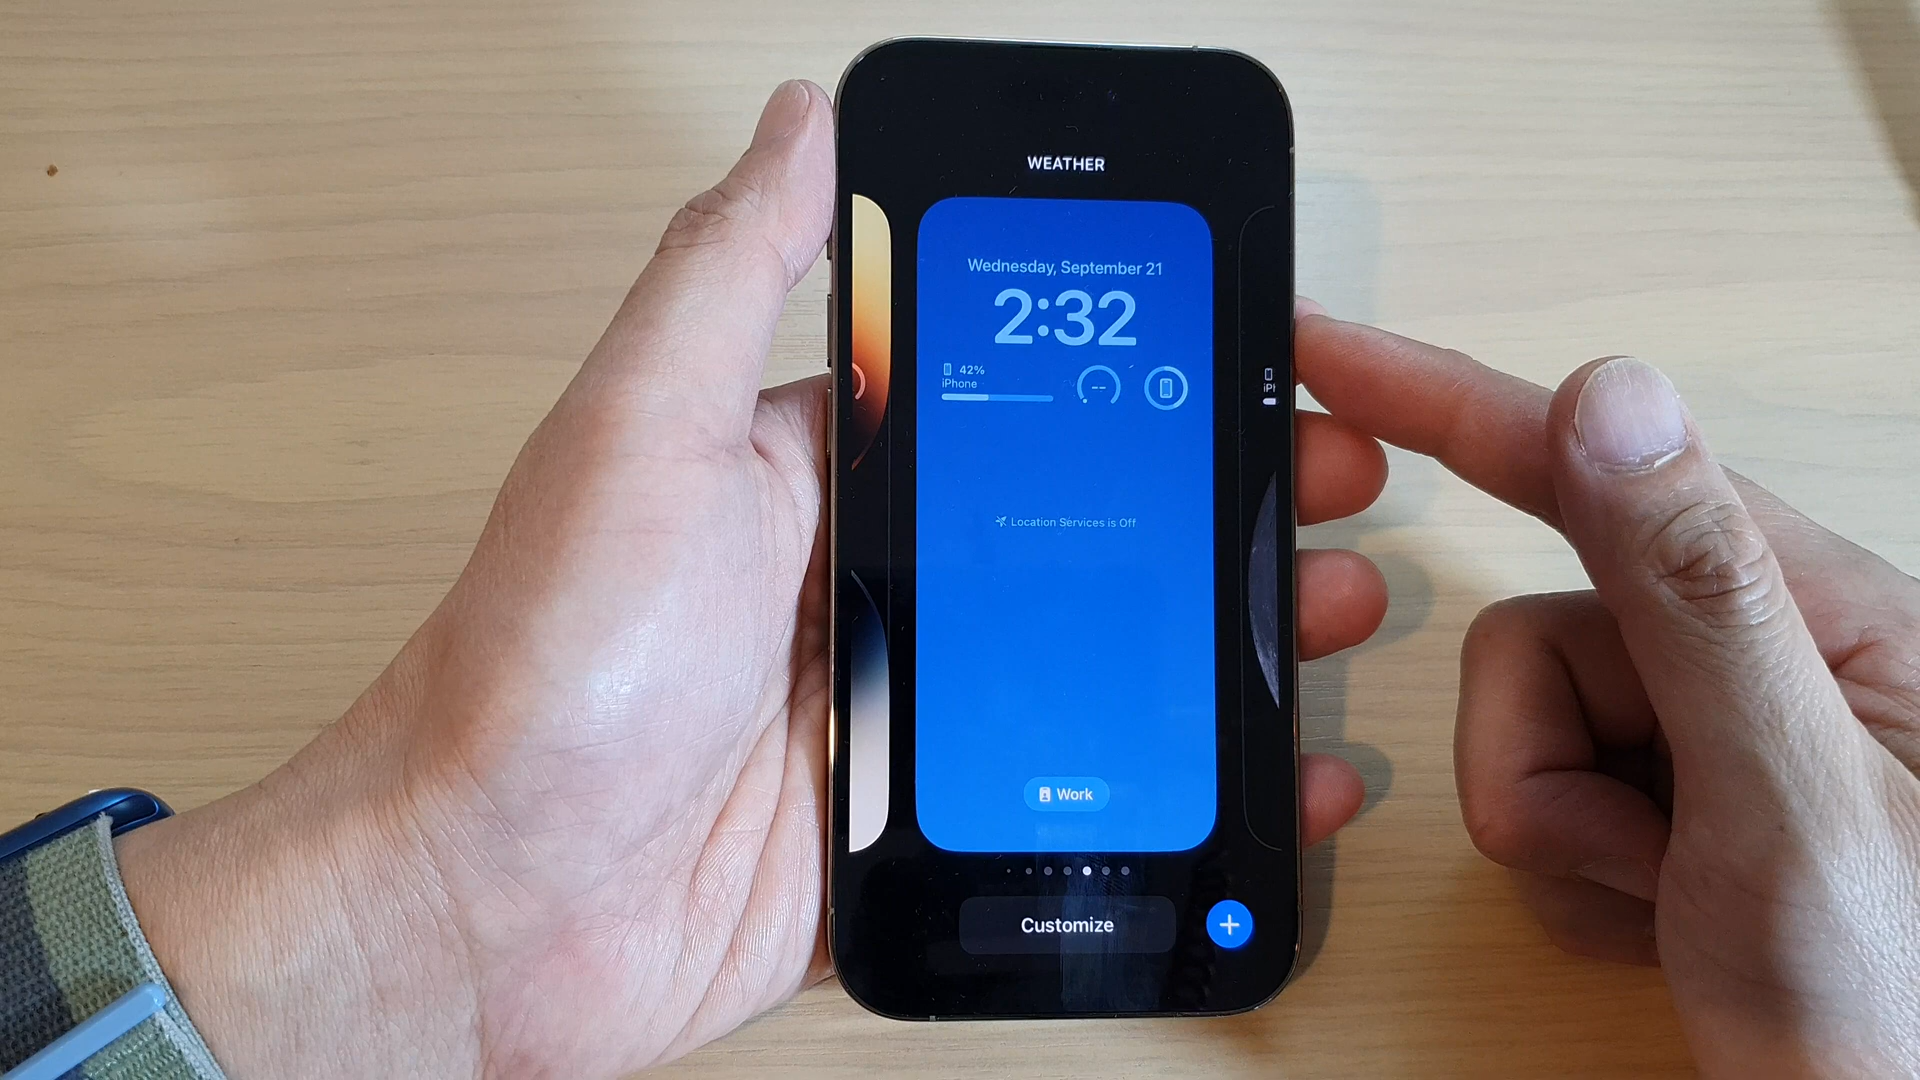 WEATHER
Wednesday, September 21
2:32
42%
iPhone
--
Location Services is Off
Work
Customize